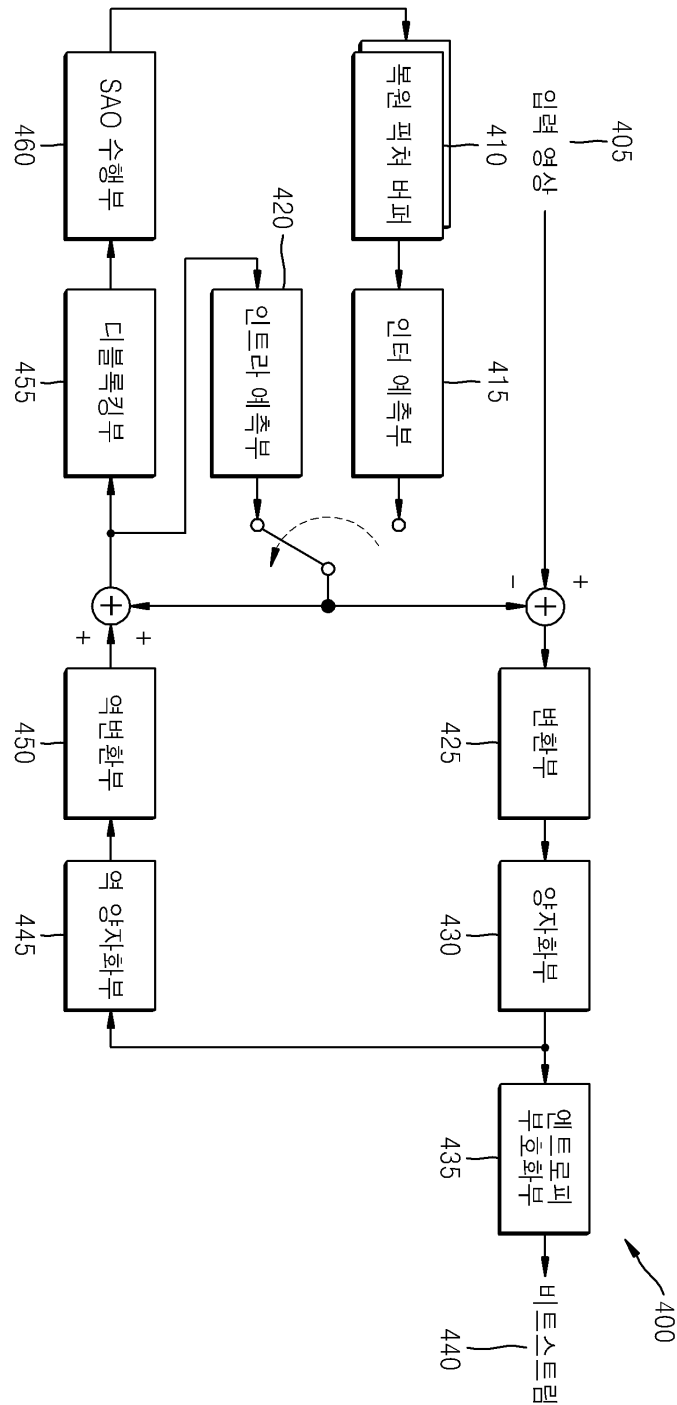 400
405
입력 영상
+
-
변환부
425
양자화부
430
엔트로피
부호화부
435
비트스트림
440
복원 픽쳐 버퍼
410
인터 예측부
415
420
인트라 예측부
SAO 수행부
460
디블록킹부
455
+
+
역변환부
450
역 양자화부
445